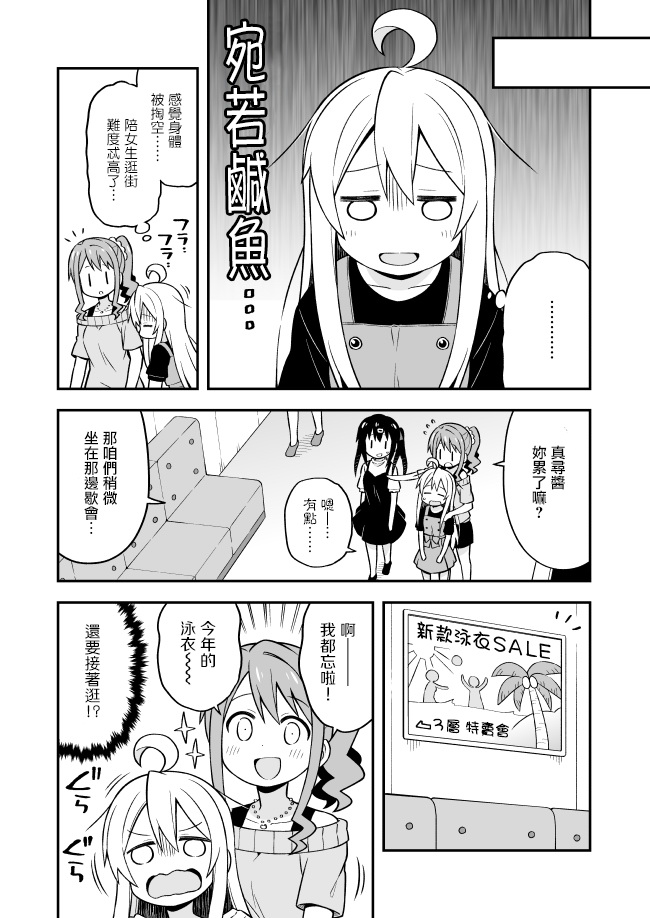 …………
宛若鹹魚…
感覺身體
被掏空……
陪女生逛街
難度忒高了…
フラ…
フラ…
真尋醬
妳累了嘛?
嗯——
有點……
那咱們稍微
坐在那邊歇會…
新款泳衣SALE
3層 特賣會
啊——
我都忘啦!
今年的
泳衣~~
還要接著逛!?
ぐら
ぐら